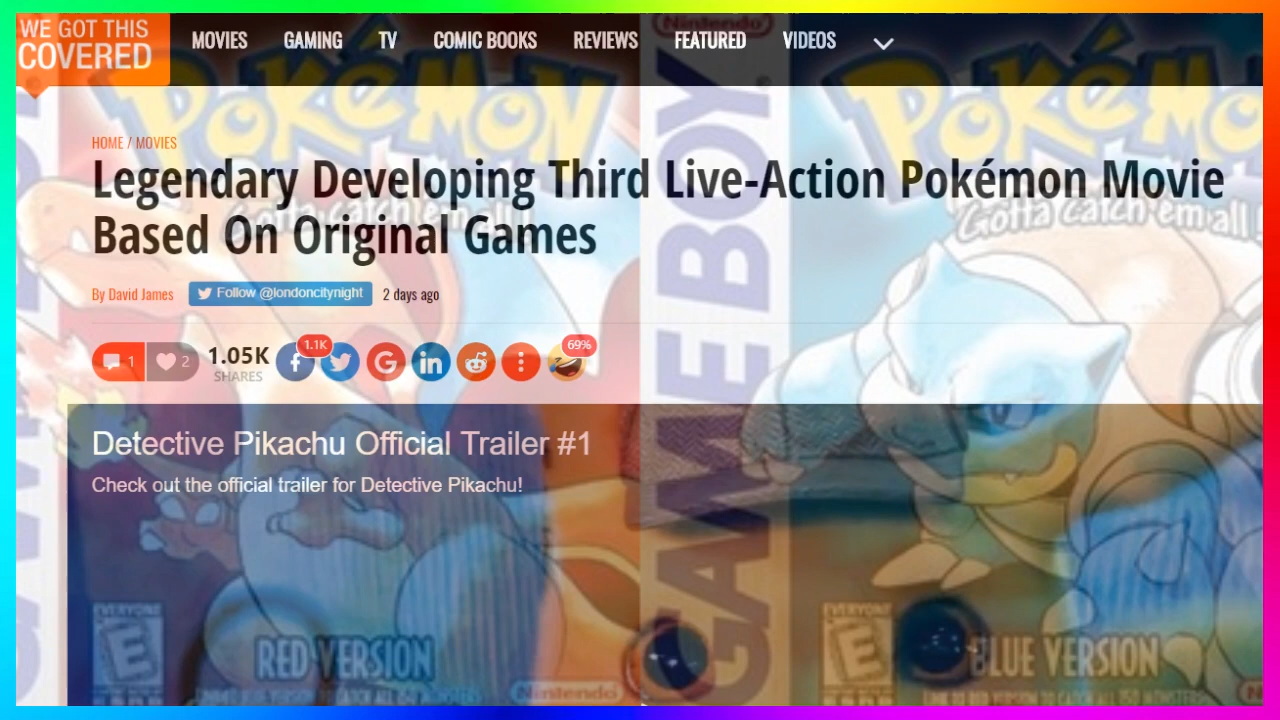 WE GOT THIS
COVERED
MOVIES GAMING TV COMIC BOOKS REVIEWS FEATURED VIDEOS
Nintendo
POKéMON POKéMON
HOME / MOVIES
Legendary Developing Third Live-Action Pokémon Movie
Gotta catch 'em all! Gotta catch 'em all!
Based On Original Games
By David James Follow @londoncitynight 2 days ago
1 2 1.05K SHARES 1.1K 69%
GAME BOY
Detective Pikachu Official Trailer #1
Check out the official trailer for Detective Pikachu!
EVERYONE E EVERYONE E
RED VERSION BLUE VERSION
Nintendo